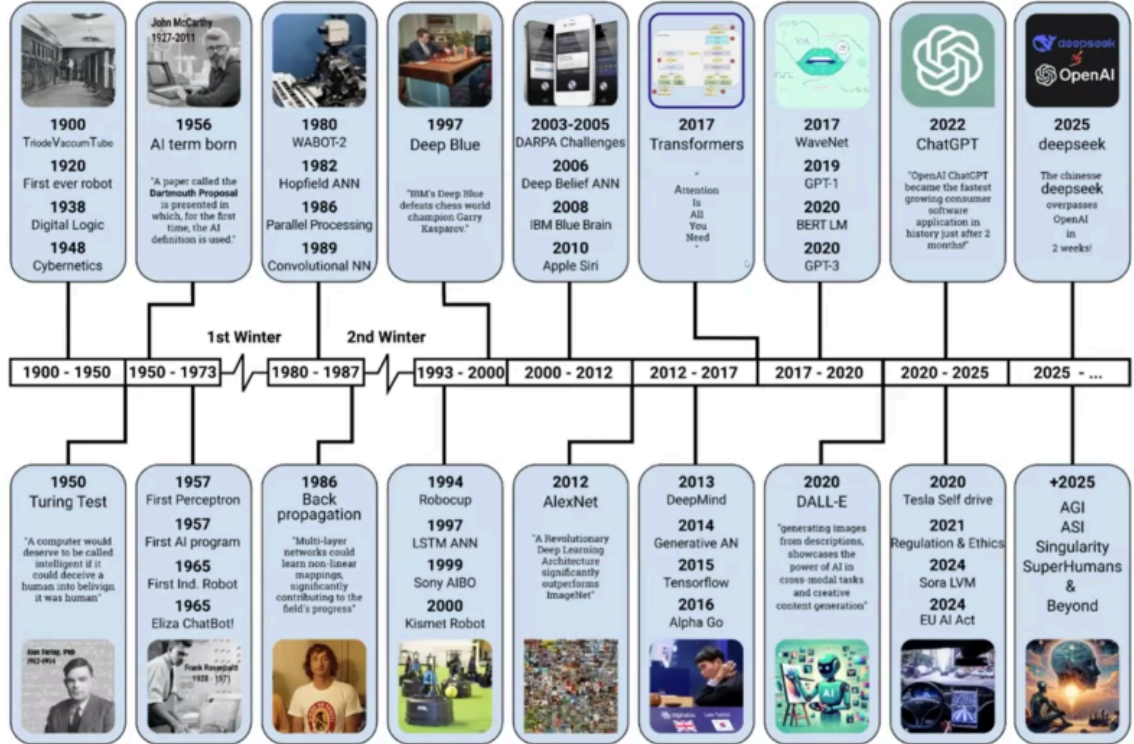 John McCarthy
1927-2011
deepseek
OpenAI
1900
TriodeVaccumTube
1920
First ever robot
1938
Digital Logic
1948
Cybernetics
1956
AI term born
"A paper called the
Dartmouth Proposal
is presented in
which, for the first
time, the AI
definition is used."
1980
WABOT-2
1982
Hopfield ANN
1986
Parallel Processing
1989
Convolutional NN
1997
Deep Blue
"IBM's Deep Blue
defeats chess world
champion Garry
Kasparov."
2003-2005
DARPA Challenges
2006
Deep Belief ANN
2008
IBM Blue Brain
2010
Apple Siri
2017
Transformers
"
Attention
Is
All
You
Need
"
2017
WaveNet
2019
GPT-1
2020
BERT LM
2020
GPT-3
2022
ChatGPT
"OpenAI ChatGPT
became the fastest
growing consumer
software
application in
history just after 2
months!"
2025
deepseek
The chinesse
deepseek
overpasses
OpenAI
in
2 weeks!
1st Winter
2nd Winter
1900 - 1950
1950 - 1973
1980 - 1987
1993 - 2000
2000 - 2012
2012 - 2017
2017 - 2020
2020 - 2025
2025 - ...
1950
Turing Test
"A computer would
deserve to be called
intelligent if it
could deceive a
human into belivign
it was human"
Alan Turing, PhD
1912-1954
1957
First Perceptron
1957
First AI program
1965
First Ind. Robot
1965
Eliza ChatBot!
Frank Rosenblatt
1928 - 1971
1986
Back
propagation
"Multi-layer
networks could
learn non-linear
mappings,
significantly
contributing to the
field's progress"
1994
Robocup
1997
LSTM ANN
1999
Sony AIBO
2000
Kismet Robot
2012
AlexNet
"A Revolutionary
Deep Learning
Architecture
significantly
outperforms
ImageNet"
2013
DeepMind
2014
Generative AN
2015
Tensorflow
2016
Alpha Go
2020
DALL-E
"generating images
from descriptions,
showcases the
power of AI in
cross-modal tasks
and creative
content generation"
AI
2020
Tesla Self drive
2021
Regulation & Ethics
2024
Sora LVM
2024
EU AI Act
+2025
AGI
ASI
Singularity
SuperHumans
&
Beyond